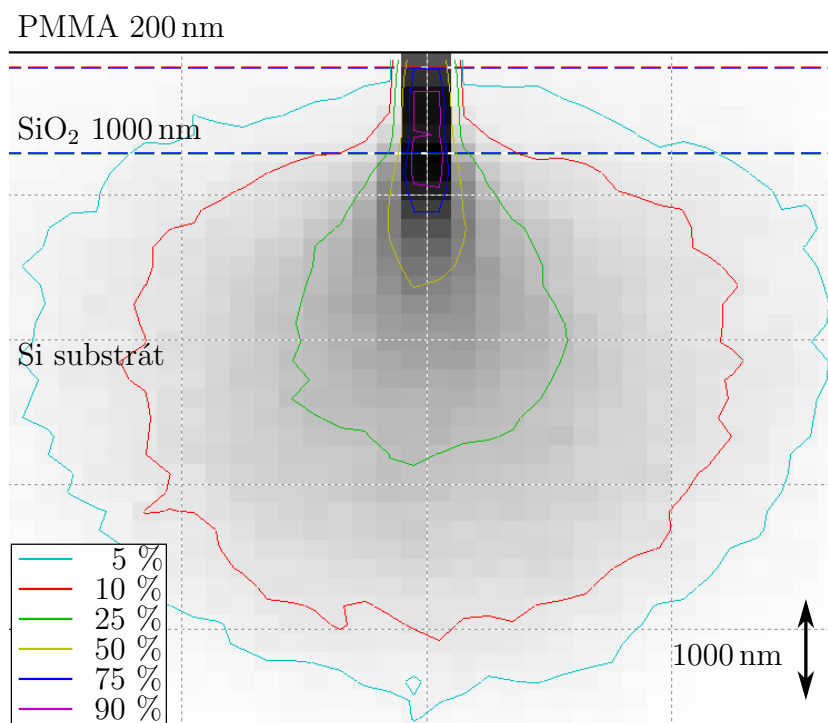 PMMA 200 nm
SiO₂ 1000 nm
Si substrát
5 %
10 %
25 %
50 %
75 %
90 %
1000 nm